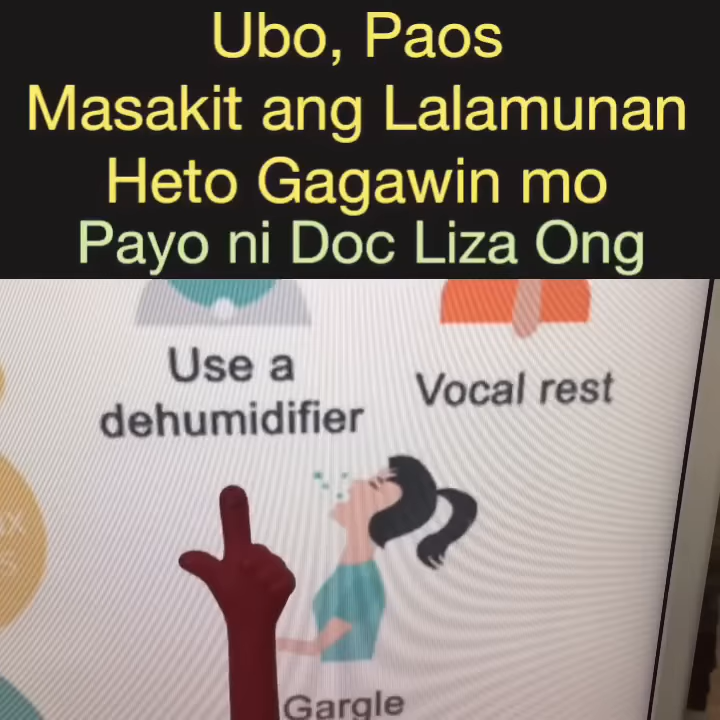 Ubo, Paos
Masakit ang Lalamunan
Heto Gagawin mo
Payo ni Doc Liza Ong
Use a
dehumidifier
Vocal rest
Gargle